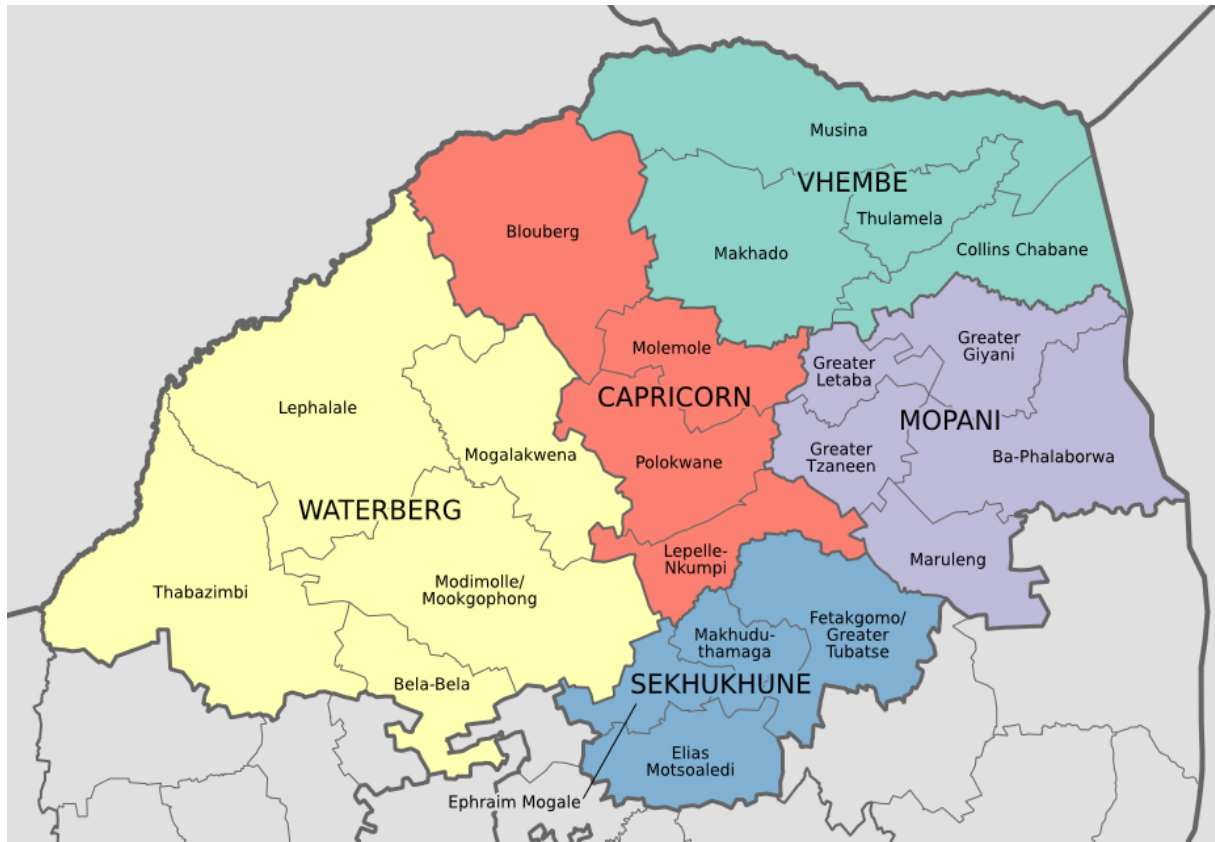 Musina
VHEMBE
Thulamela
Blouberg
Makhado
Collins Chabane
Molemole
Greater
Giyani
Greater
Letaba
CAPRICORN
Lephalale
MOPANI
Mogalakwena
Polokwane
Greater
Tzaneen
Ba-Phalaborwa
WATERBERG
Lepelle-
Nkumpi
Maruleng
Thabazimbi
Modimolle/
Mookgophong
Makhudu-
thamaga
Fetakgomo/
Greater
Tubatse
Bela-Bela
SEKHUKHUNE
Elias
Motsoaledi
Ephraim Mogale